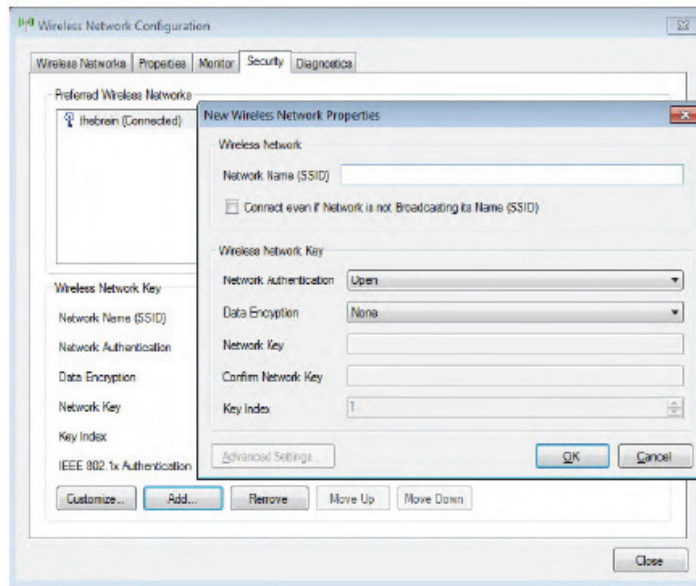 Wireless Network Configuration
Wireless Networks
Properties
Monitor
Security
Diagnostics
Preferred Wireless Networks
thebrain (Connected)
New Wireless Network Properties
Wireless Network
Network Name (SSID)
Connect even if Network is not Broadcasting its Name (SSID)
Wireless Network Key
Network Authentication
Open
Data Encryption
None
Network Key
Confirm Network Key
Key Index
1
Advanced Settings...
OK
Cancel
Wireless Network Key
Network Name (SSID)
Network Authentication
Data Encryption
Network Key
Key Index
IEEE 802.1x Authentication
Customize...
Add...
Remove
Move Up
Move Down
Close